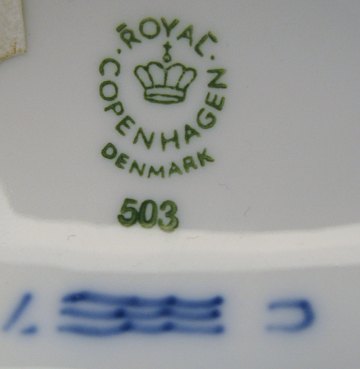 ROYAL
COPENHAGEN
DENMARK
503